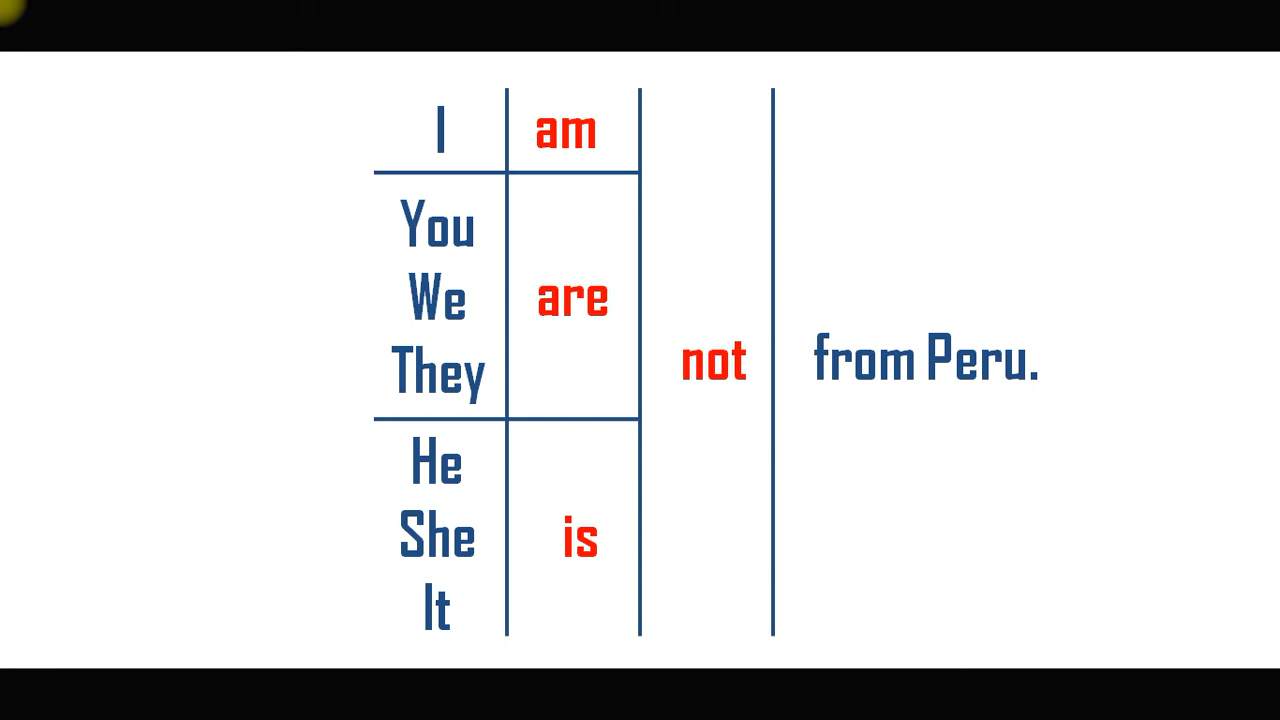 I am
You
We are
They
not from Peru.
He
She is
It